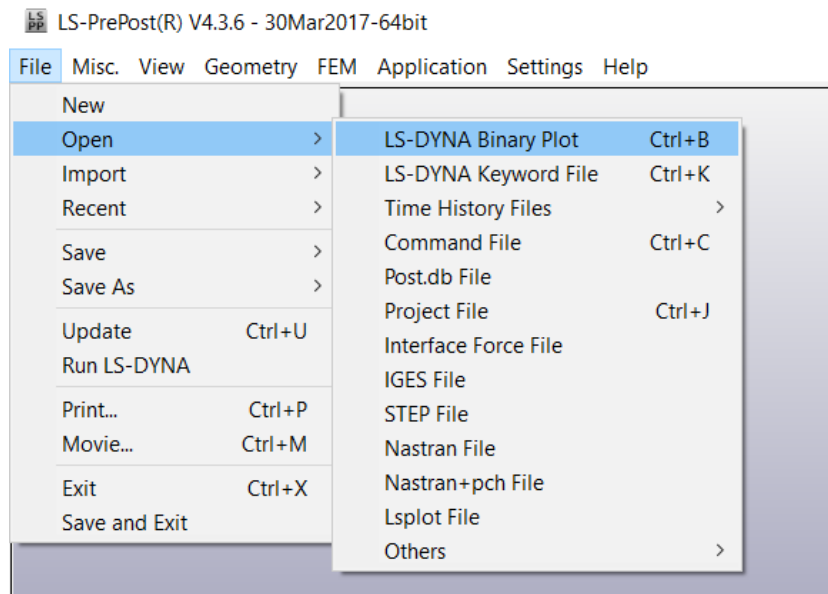 LS PP LS-PrePost(R) V4.3.6 - 30Mar2017-64bit
File Misc. View Geometry FEM Application Settings Help
New
Open
Import
Recent
Save
Save As
Update Ctrl+U
Run LS-DYNA
Print... Ctrl+P
Movie... Ctrl+M
Exit Ctrl+X
Save and Exit
LS-DYNA Binary Plot Ctrl+B
LS-DYNA Keyword File Ctrl+K
Time History Files
Command File Ctrl+C
Post.db File
Project File Ctrl+J
Interface Force File
IGES File
STEP File
Nastran File
Nastran+pch File
Lsplot File
Others